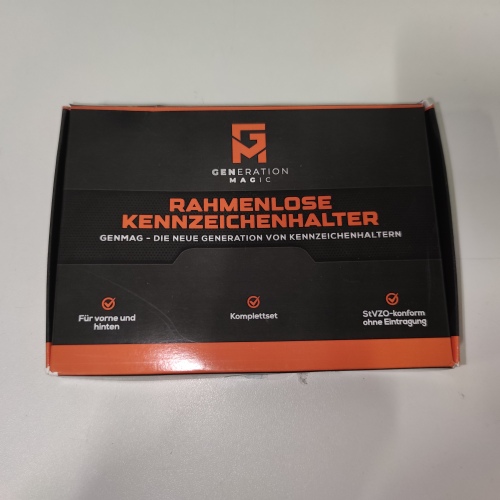 GM
GENERATION
MAGIC
RAHMENLOSE
KENNZEICHENHALTER
GENMAG - DIE NEUE GENERATION VON KENNZEICHENHALTERN
Für vorne und
hinten
Komplettset
StVZO-konform
ohne Eintragung